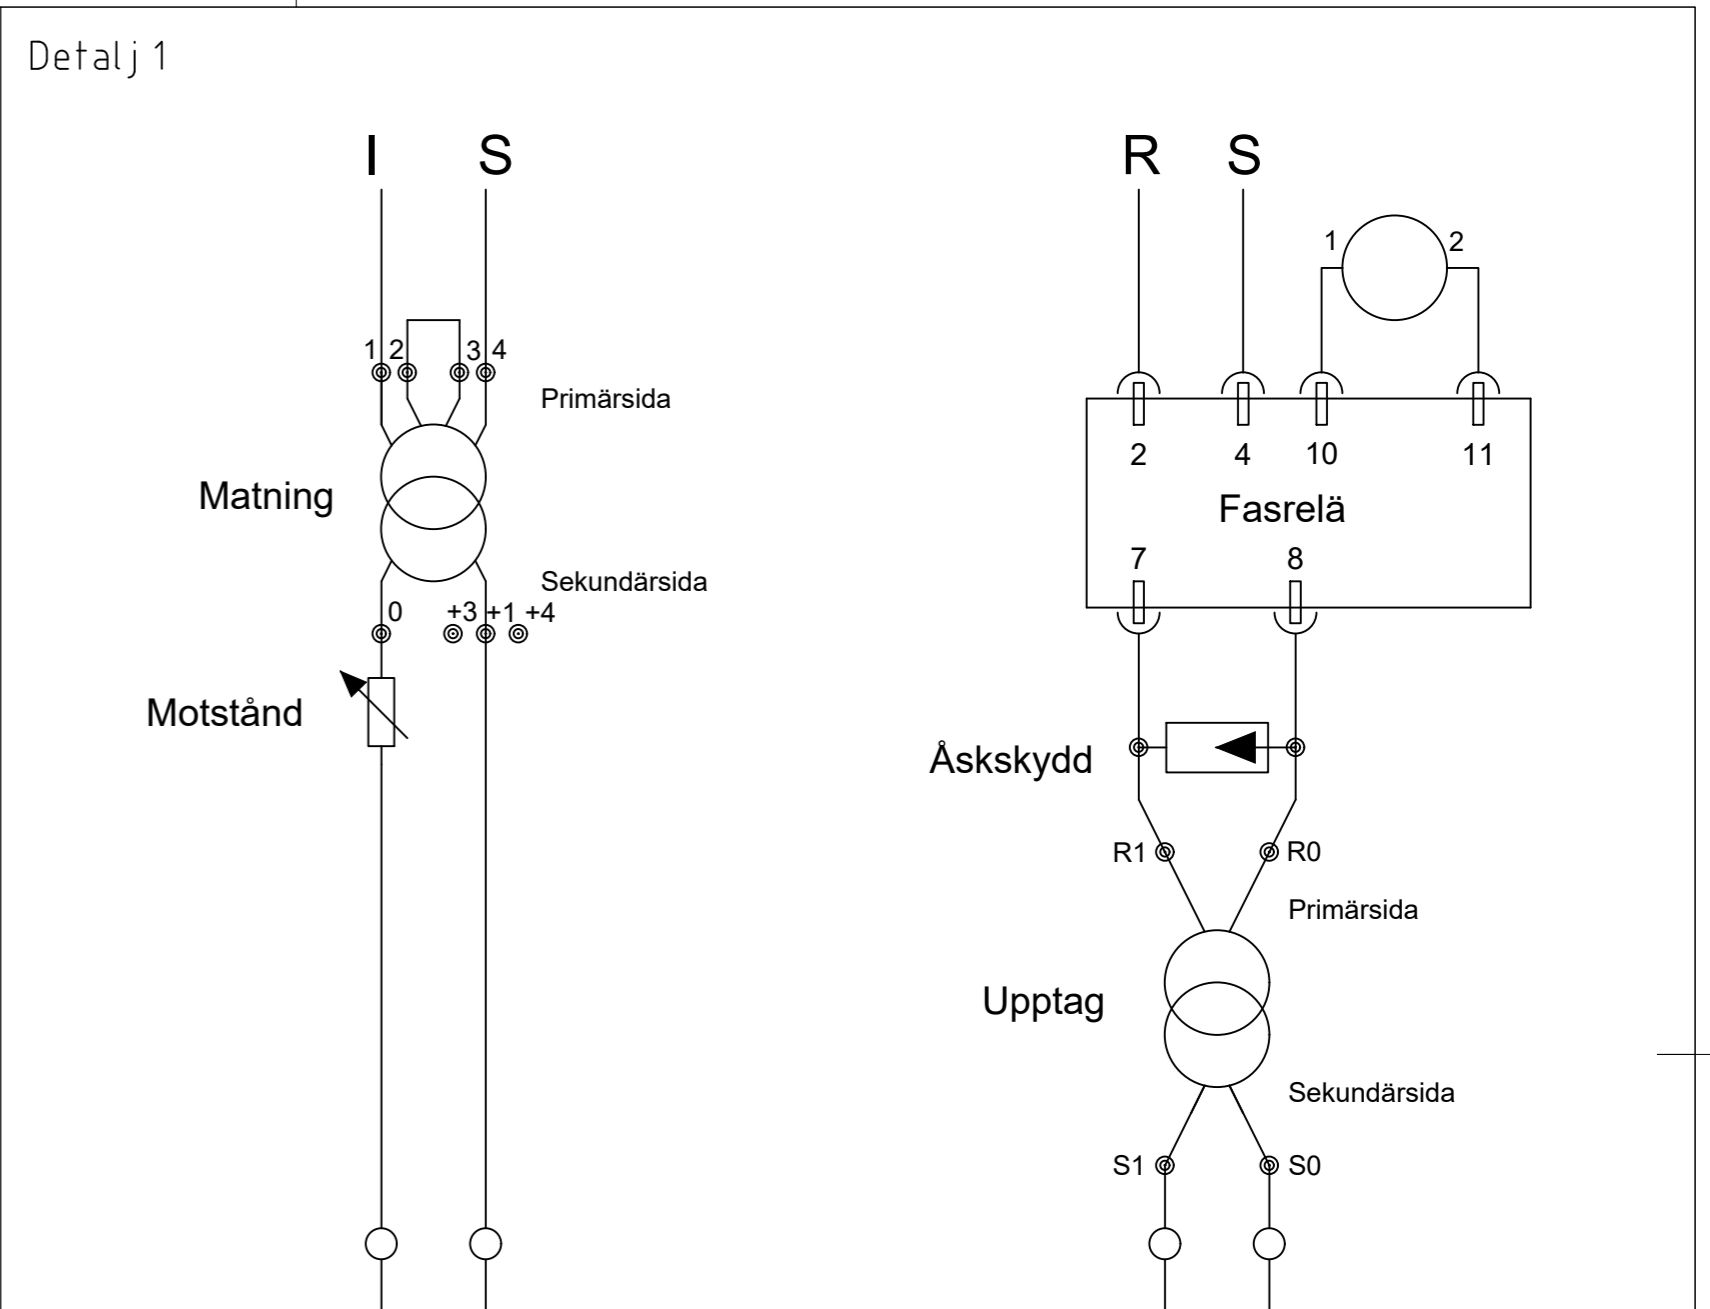 Detalj 1
I S
R S
1 2
1 2 3 4
Primärsida
2 4 10 11
Matning
Fasrelä
7 8
Sekundärsida
0 +3 +1 +4
Motstånd
Åskskydd
R1 R0
Primärsida
Upptag
Sekundärsida
S1 S0